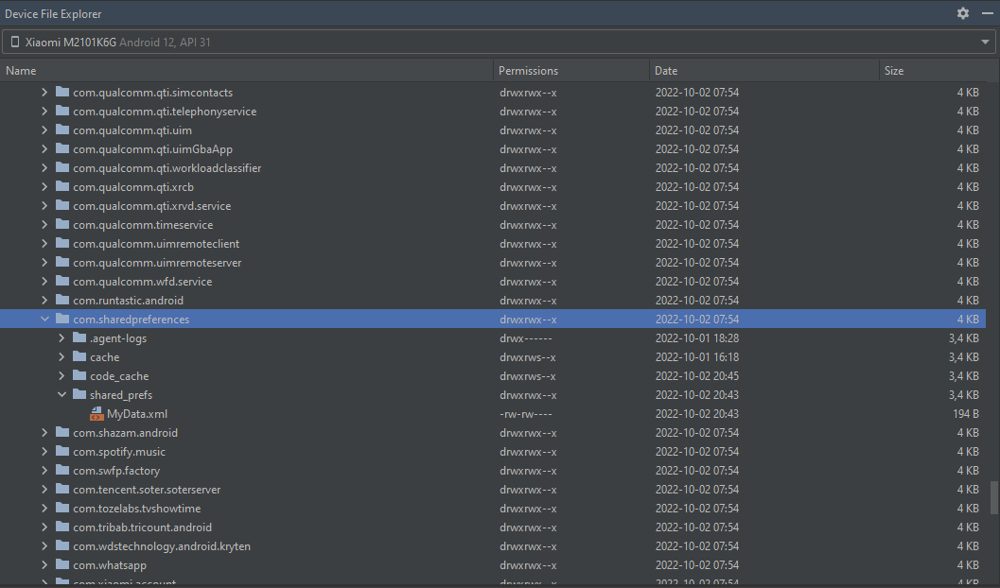 Device File Explorer
Xiaomi M2101K6G Android 12, API 31
Name Permissions Date Size
com.qualcomm.qti.simcontacts drwxrwx--x 2022-10-02 07:54 4 KB
com.qualcomm.qti.telephonyservice drwxrwx--x 2022-10-02 07:54 4 KB
com.qualcomm.qti.uim drwxrwx--x 2022-10-02 07:54 4 KB
com.qualcomm.qti.uimGbaApp drwxrwx--x 2022-10-02 07:54 4 KB
com.qualcomm.qti.workloadclassifier drwxrwx--x 2022-10-02 07:54 4 KB
com.qualcomm.qti.xrcb drwxrwx--x 2022-10-02 07:54 4 KB
com.qualcomm.qti.xrvd.service drwxrwx--x 2022-10-02 07:54 4 KB
com.qualcomm.timeservice drwxrwx--x 2022-10-02 07:54 4 KB
com.qualcomm.uimremoteclient drwxrwx--x 2022-10-02 07:54 4 KB
com.qualcomm.uimremoteserver drwxrwx--x 2022-10-02 07:54 4 KB
com.qualcomm.wfd.service drwxrwx--x 2022-10-02 07:54 4 KB
com.runtastic.android drwxrwx--x 2022-10-02 07:54 4 KB
com.sharedpreferences drwxrwx--x 2022-10-02 07:54 4 KB
.agent-logs drwx------ 2022-10-01 18:28 3,4 KB
cache drwxrws--x 2022-10-01 16:18 3,4 KB
code_cache drwxrws--x 2022-10-02 20:45 3,4 KB
shared_prefs drwxrwx--x 2022-10-02 20:43 3,4 KB
MyData.xml -rw-rw---- 2022-10-02 20:43 194 B
com.shazam.android drwxrwx--x 2022-10-02 07:54 4 KB
com.spotify.music drwxrwx--x 2022-10-02 07:54 4 KB
com.swfp.factory drwxrwx--x 2022-10-02 07:54 4 KB
com.tencent.soter.soterserver drwxrwx--x 2022-10-02 07:54 4 KB
com.tozelabs.tvshowtime drwxrwx--x 2022-10-02 07:54 4 KB
com.tribab.tricount.android drwxrwx--x 2022-10-02 07:54 4 KB
com.wdstechnology.android.kryten drwxrwx--x 2022-10-02 07:54 4 KB
com.whatsapp drwxrwx--x 2022-10-02 07:54 4 KB
com.xiaomi.account drwxrwx--x 2022-10-02 07:54 4 KB